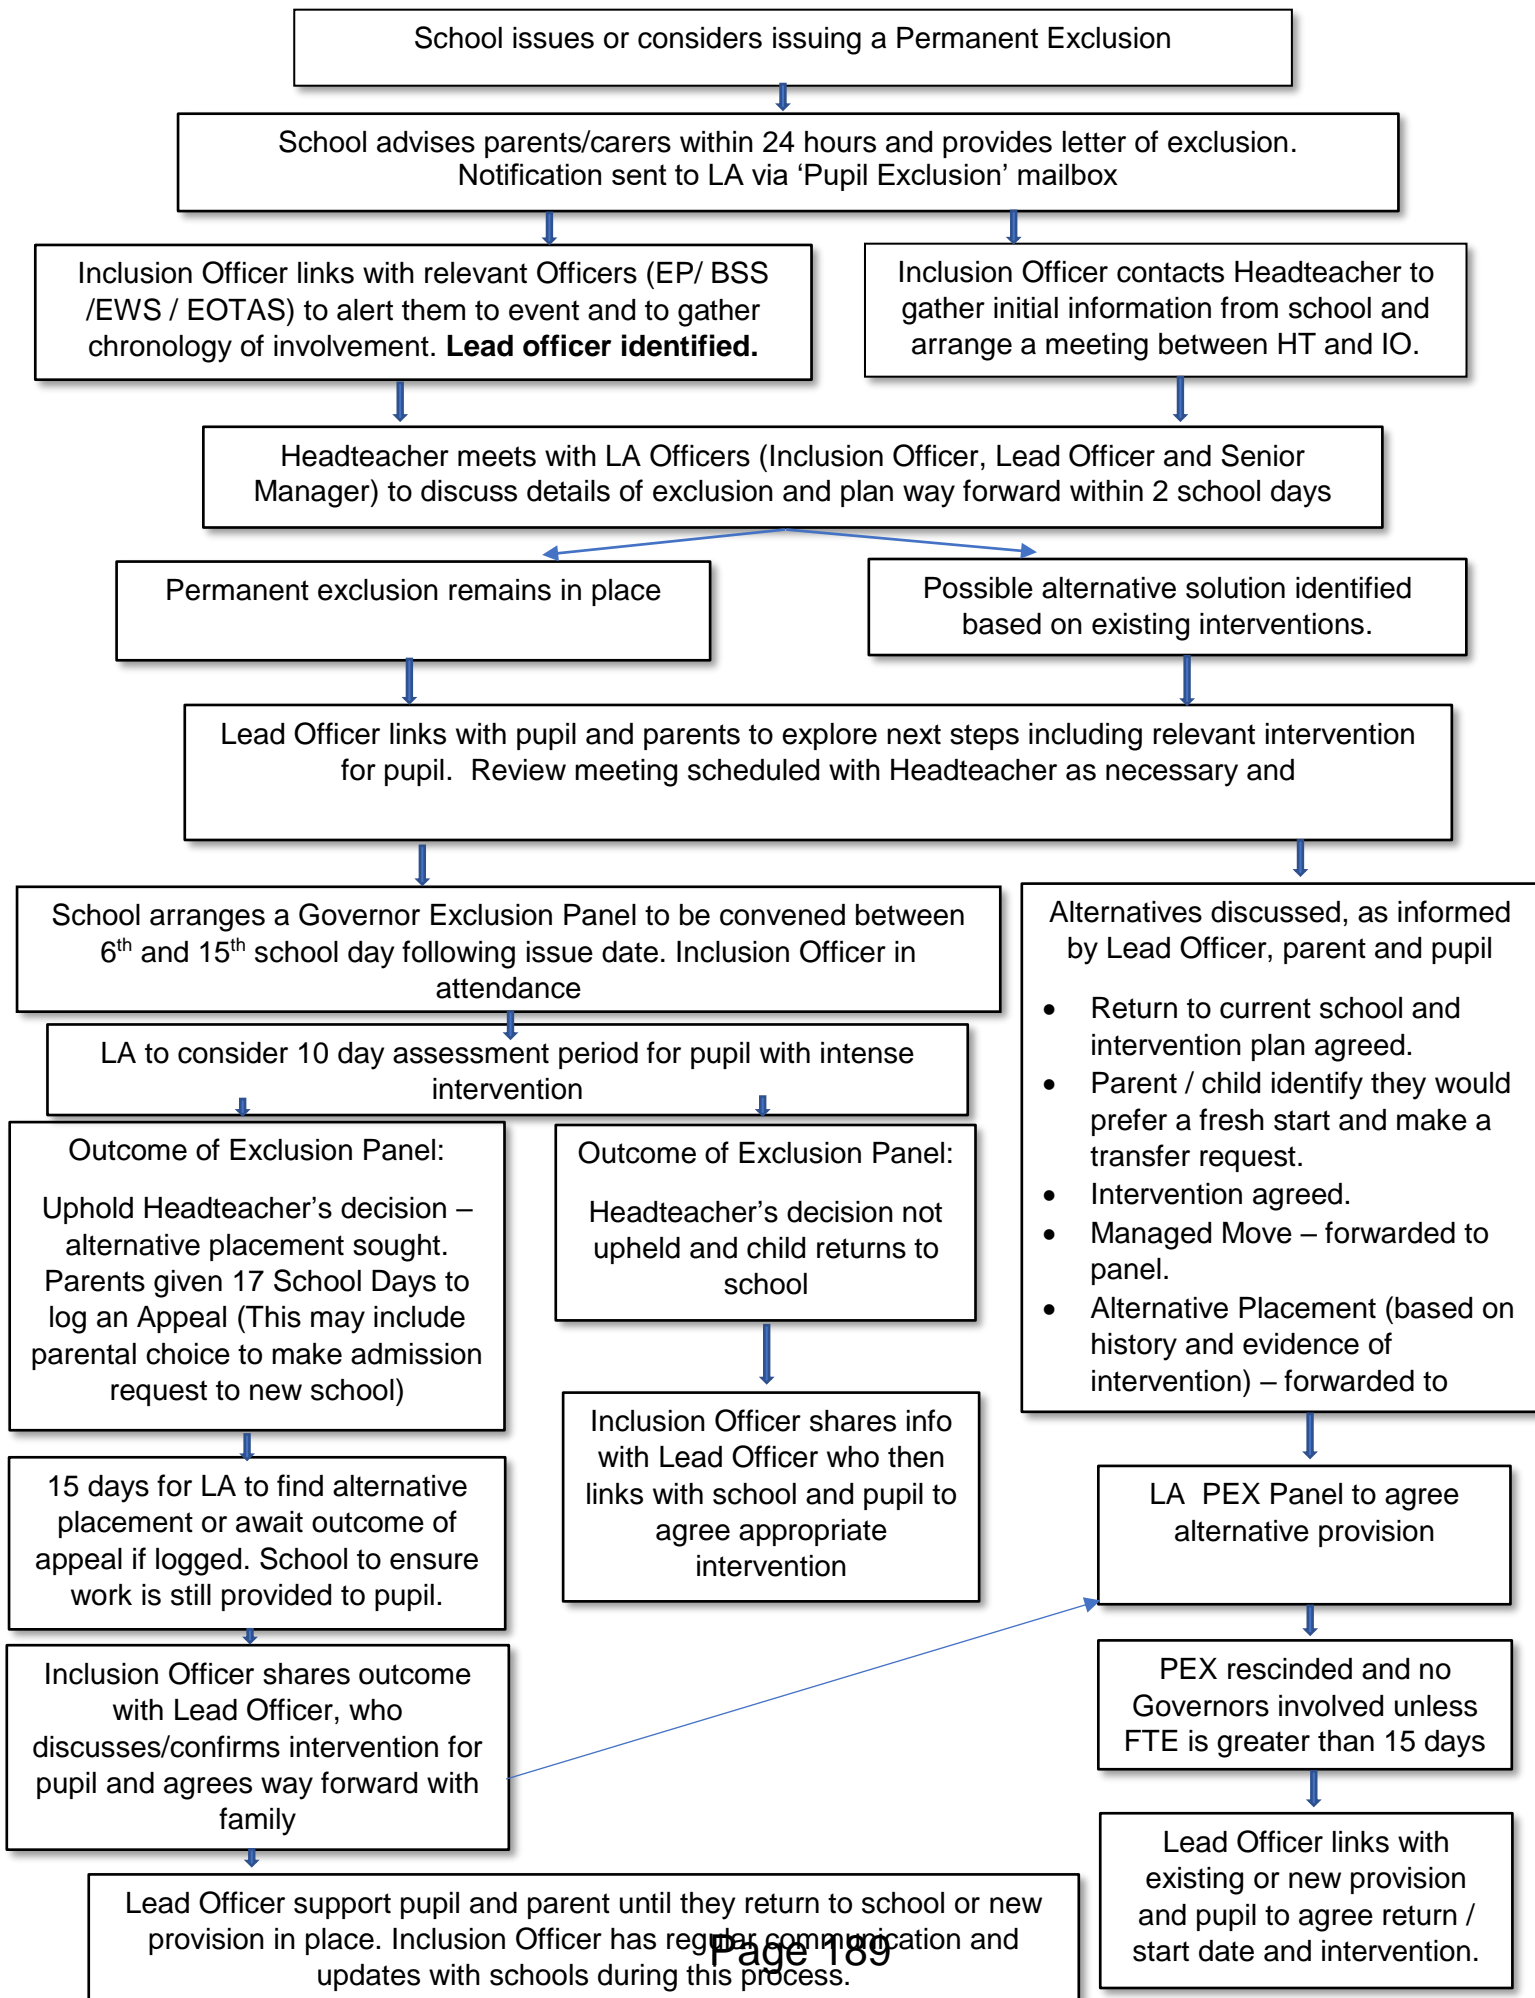 School issues or considers issuing a Permanent Exclusion
School advises parents/carers within 24 hours and provides letter of exclusion.
Notification sent to LA via ‘Pupil Exclusion’ mailbox
Inclusion Officer links with relevant Officers (EP/ BSS
/EWS / EOTAS) to alert them to event and to gather
chronology of involvement. Lead officer identified.
Inclusion Officer contacts Headteacher to
gather initial information from school and
arrange a meeting between HT and IO.
Headteacher meets with LA Officers (Inclusion Officer, Lead Officer and Senior
Manager) to discuss details of exclusion and plan way forward within 2 school days
Permanent exclusion remains in place
Possible alternative solution identified
based on existing interventions.
Lead Officer links with pupil and parents to explore next steps including relevant intervention
for pupil.  Review meeting scheduled with Headteacher as necessary and
School arranges a Governor Exclusion Panel to be convened between
6th and 15th school day following issue date. Inclusion Officer in
attendance
LA to consider 10 day assessment period for pupil with intense
intervention
Outcome of Exclusion Panel:
Uphold Headteacher’s decision –
alternative placement sought.
Parents given 17 School Days to
log an Appeal (This may include
parental choice to make admission
request to new school)
Outcome of Exclusion Panel:
Headteacher’s decision not
upheld and child returns to
school
Alternatives discussed, as informed
by Lead Officer, parent and pupil
• Return to current school and
intervention plan agreed.
• Parent / child identify they would
prefer a fresh start and make a
transfer request.
• Intervention agreed.
• Managed Move – forwarded to
panel.
• Alternative Placement (based on
history and evidence of
intervention) – forwarded to
15 days for LA to find alternative
placement or await outcome of
appeal if logged. School to ensure
work is still provided to pupil.
Inclusion Officer shares info
with Lead Officer who then
links with school and pupil to
agree appropriate
intervention
LA  PEX Panel to agree
alternative provision
Inclusion Officer shares outcome
with Lead Officer, who
discusses/confirms intervention for
pupil and agrees way forward with
family
PEX rescinded and no
Governors involved unless
FTE is greater than 15 days
Lead Officer links with
existing or new provision
and pupil to agree return /
start date and intervention.
Lead Officer support pupil and parent until they return to school or new
provision in place. Inclusion Officer has regular communication and
updates with schools during this process.
Page 189